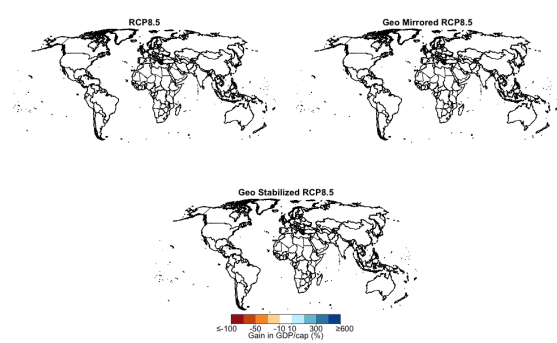 RCP8.5
Geo Mirrored RCP8.5
Geo Stabilized RCP8.5
≤-100 -50 -10 10 300 ≥600
Gain in GDP/cap (%)